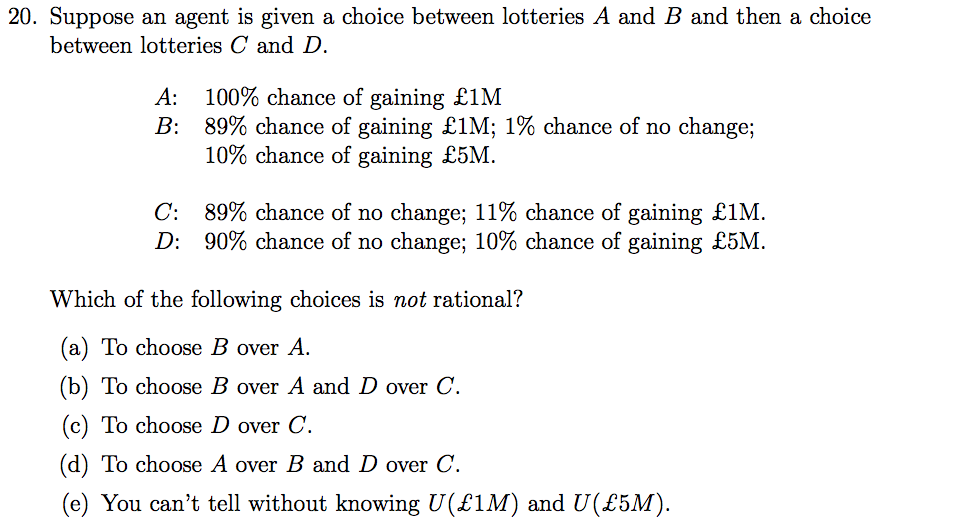 20. Suppose an agent is given a choice between lotteries A and B and then a choice
between lotteries C and D.
A: 100% chance of gaining £1M
B: 89% chance of gaining £1M; 1% chance of no change;
10% chance of gaining £5M.
C: 89% chance of no change; 11% chance of gaining £1M.
D: 90% chance of no change; 10% chance of gaining £5M.
Which of the following choices is not rational?
(a) To choose B over A.
(b) To choose B over A and D over C.
(c) To choose D over C.
(d) To choose A over B and D over C.
(e) You can't tell without knowing U(£1M) and U(£5M).